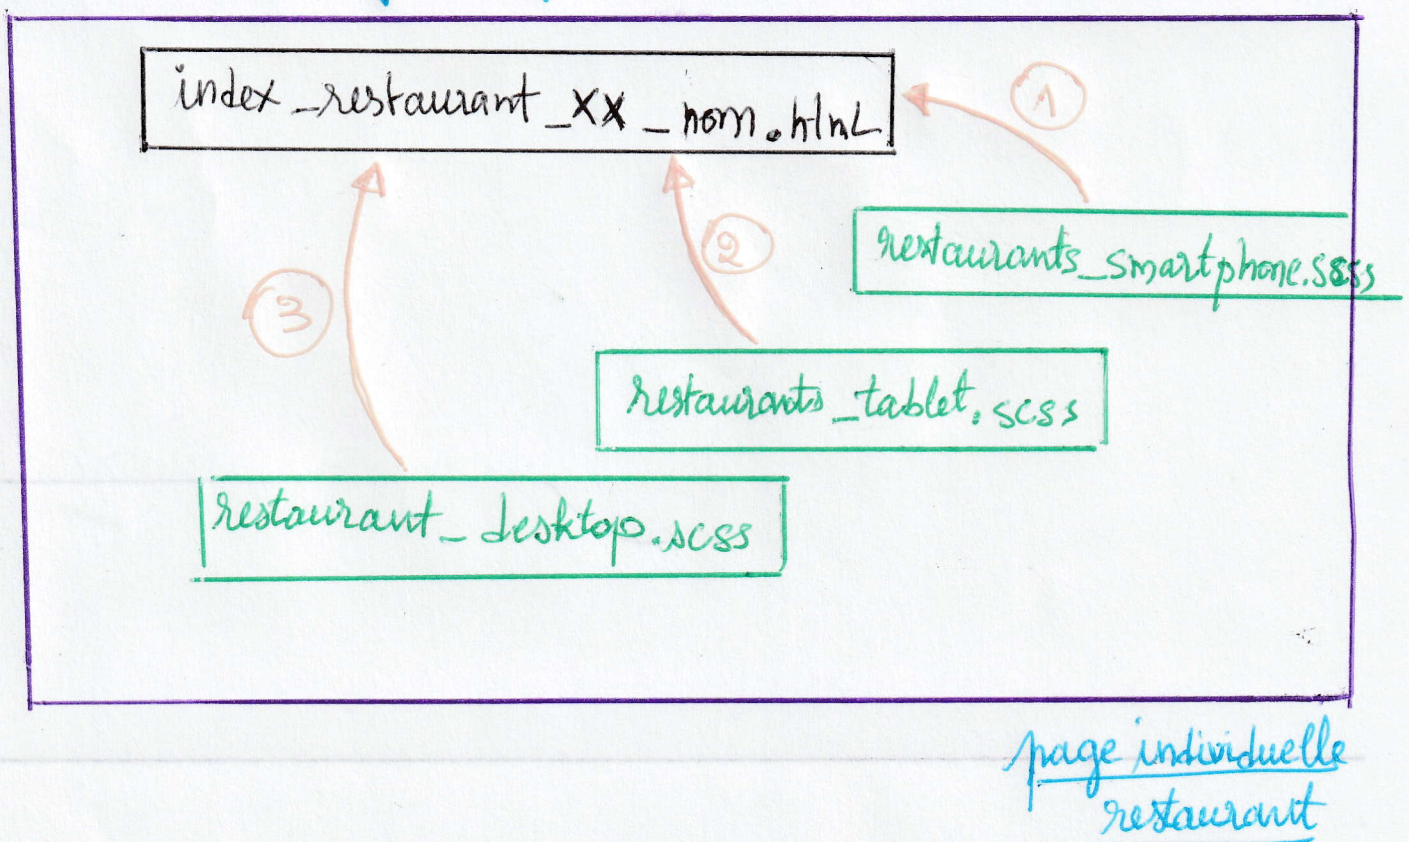 index_restaurant_XX_nom.html
1
restaurants_smartphone.scss
2
3
restaurants_tablet.scss
restaurant_desktop.scss
page individuelle
restaurant